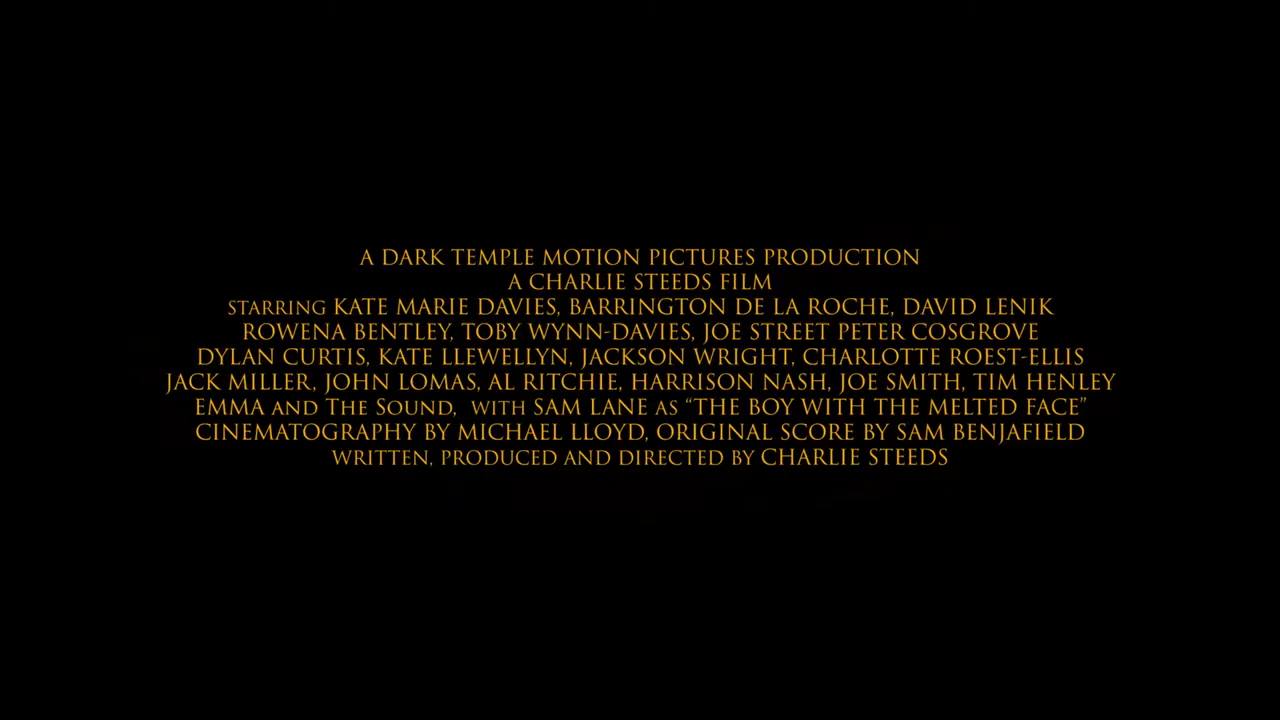 A DARK TEMPLE MOTION PICTURES PRODUCTION
A CHARLIE STEEDS FILM
STARRING KATE MARIE DAVIES, BARRINGTON DE LA ROCHE, DAVID LENIK
ROWENA BENTLEY, TOBY WYNN-DAVIES, JOE STREET PETER COSGROVE
DYLAN CURTIS, KATE LLEWELLYN, JACKSON WRIGHT, CHARLOTTE ROEST-ELLIS
JACK MILLER, JOHN LOMAS, AL RITCHIE, HARRISON NASH, JOE SMITH, TIM HENLEY
EMMA AND THE SOUND, WITH SAM LANE AS “THE BOY WITH THE MELTED FACE”
CINEMATOGRAPHY BY MICHAEL LLOYD, ORIGINAL SCORE BY SAM BENJAFIELD
WRITTEN, PRODUCED AND DIRECTED BY CHARLIE STEEDS